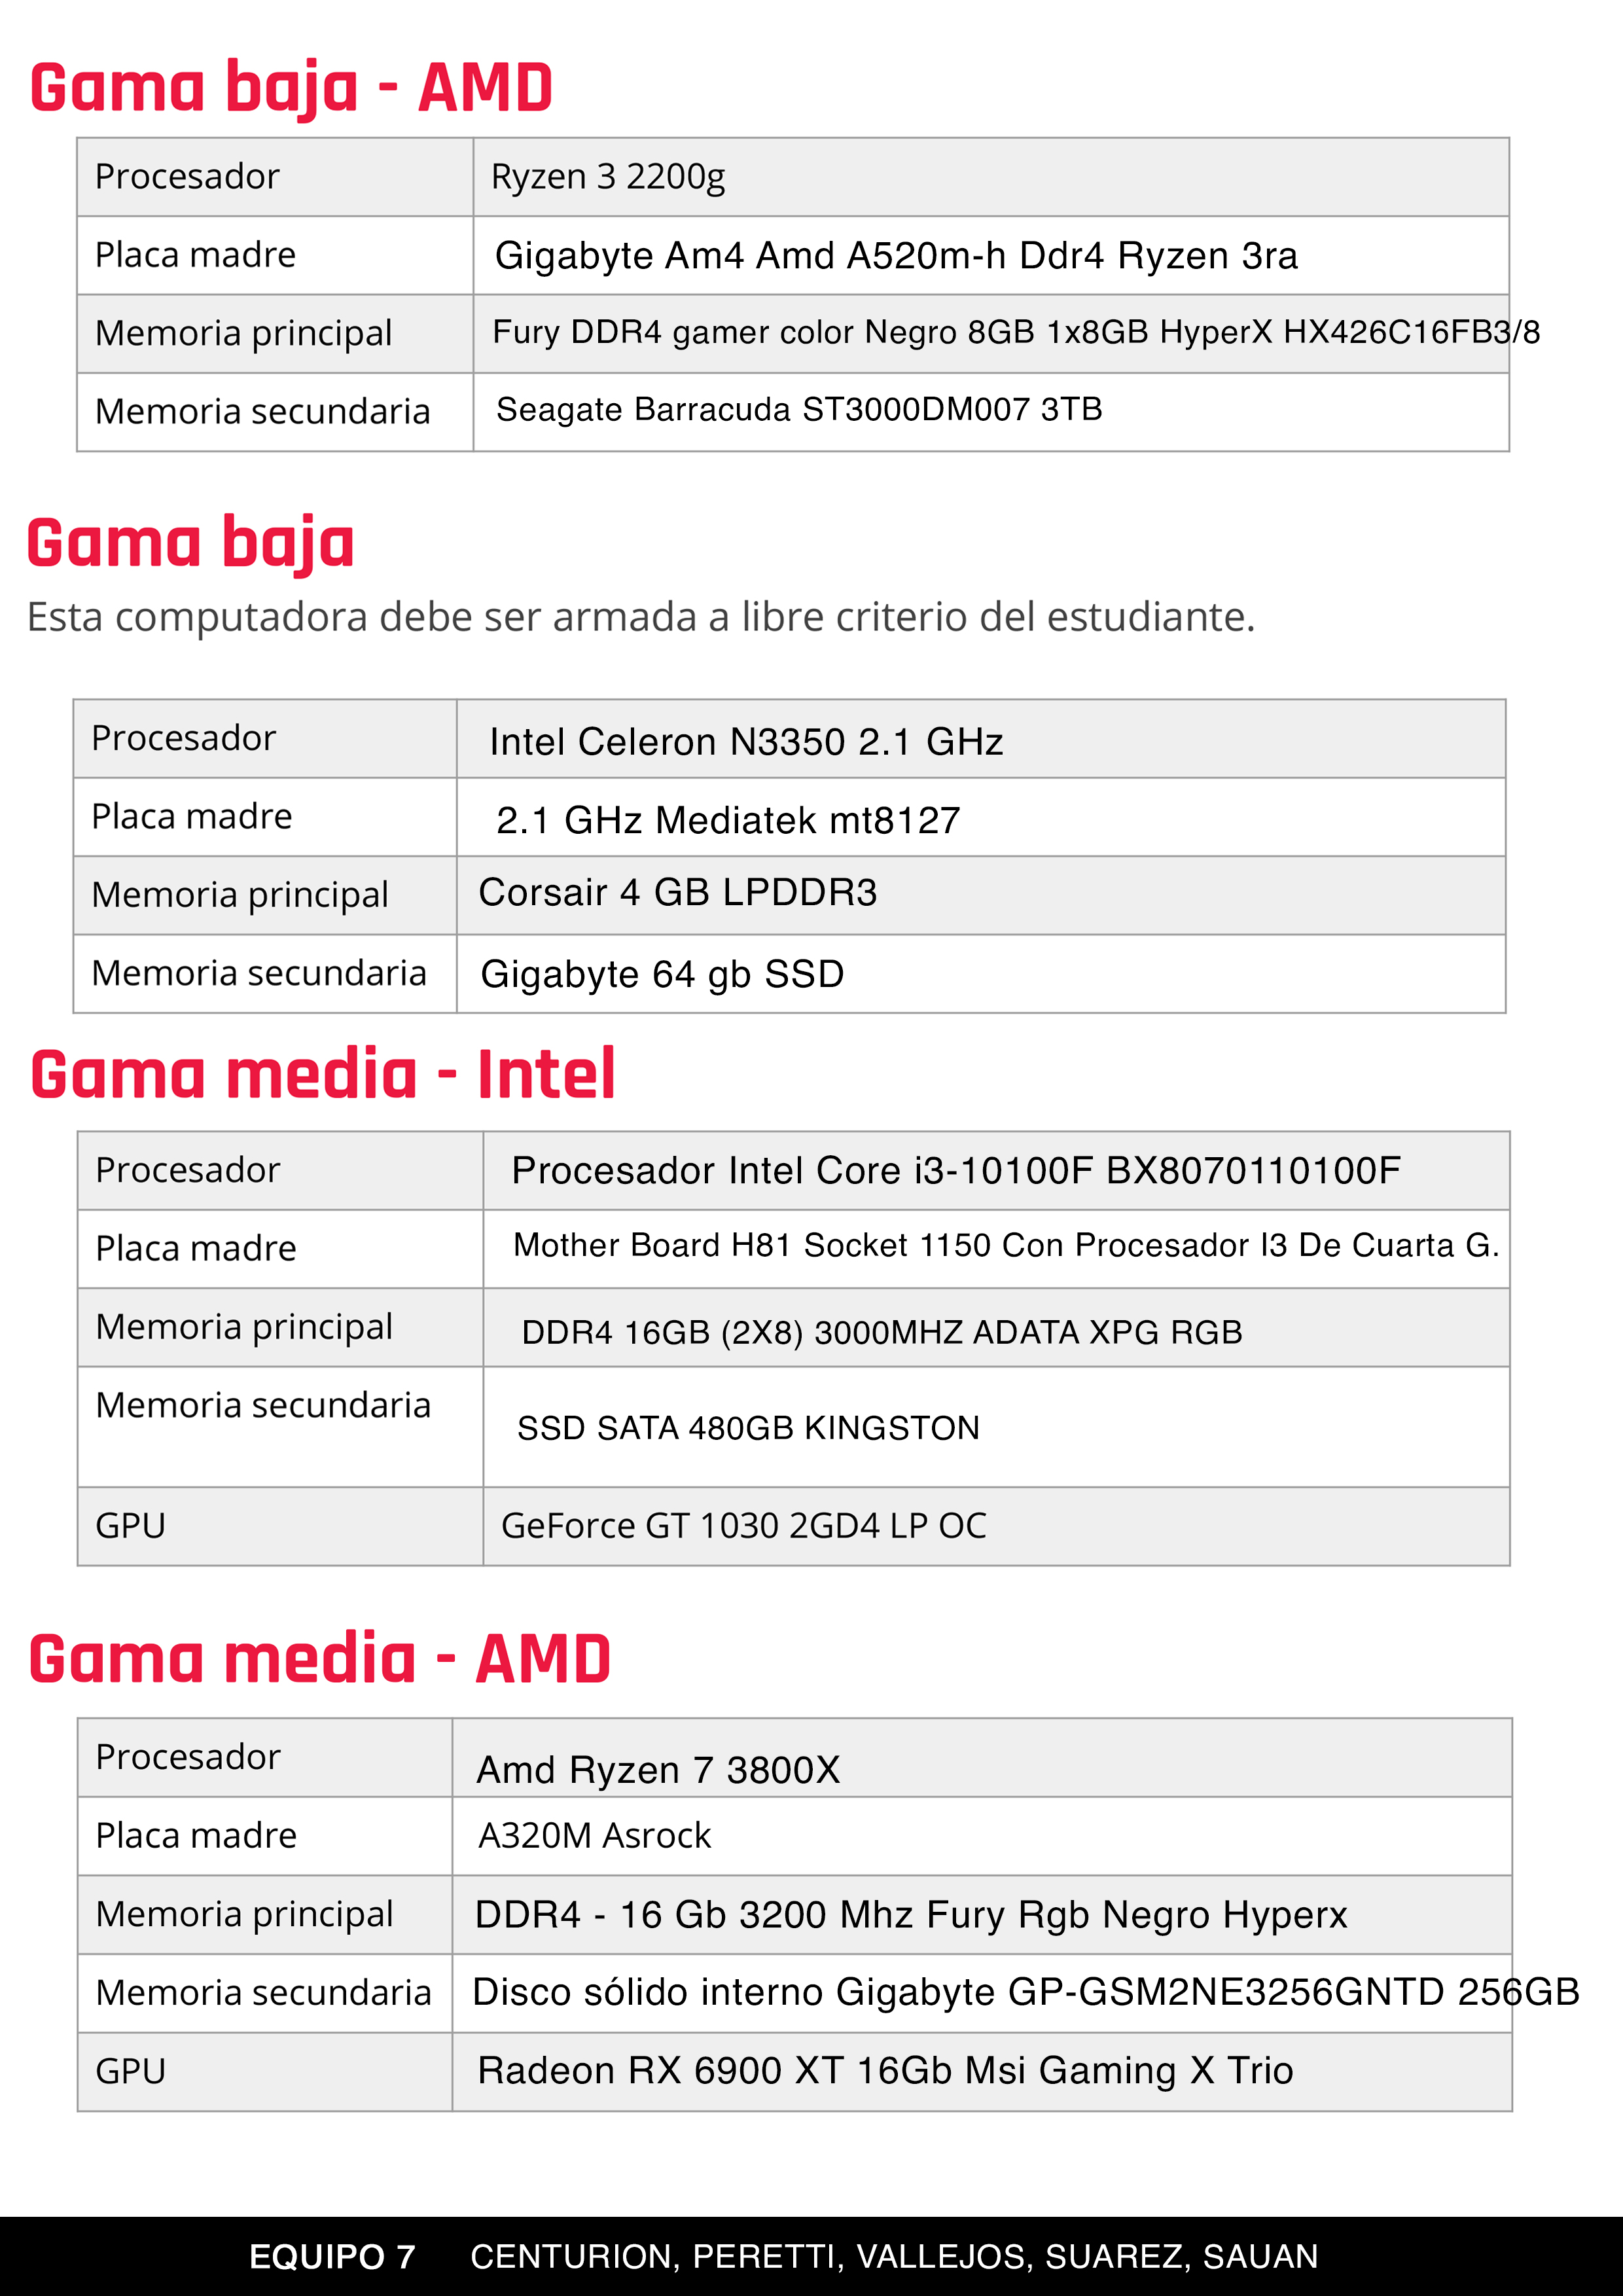 Gama baja - AMD
Procesador Ryzen 3 2200g
Placa madre Gigabyte Am4 Amd A520m-h Ddr4 Ryzen 3ra
Memoria principal Fury DDR4 gamer color Negro 8GB 1x8GB HyperX HX426C16FB3/8
Memoria secundaria Seagate Barracuda ST3000DM007 3TB
Gama baja
Esta computadora debe ser armada a libre criterio del estudiante.
Procesador Intel Celeron N3350 2.1 GHz
Placa madre 2.1 GHz Mediatek mt8127
Memoria principal Corsair 4 GB LPDDR3
Memoria secundaria Gigabyte 64 gb SSD
Gama media - Intel
Procesador Procesador Intel Core i3-10100F BX8070110100F
Placa madre Mother Board H81 Socket 1150 Con Procesador I3 De Cuarta G.
Memoria principal DDR4 16GB (2X8) 3000MHZ ADATA XPG RGB
Memoria secundaria SSD SATA 480GB KINGSTON
GPU GeForce GT 1030 2GD4 LP OC
Gama media - AMD
Procesador Amd Ryzen 7 3800X
Placa madre A320M Asrock
Memoria principal DDR4 - 16 Gb 3200 Mhz Fury Rgb Negro Hyperx
Memoria secundaria Disco sólido interno Gigabyte GP-GSM2NE3256GNTD 256GB
GPU Radeon RX 6900 XT 16Gb Msi Gaming X Trio
EQUIPO 7 CENTURION, PERETTI, VALLEJOS, SUAREZ, SAUAN